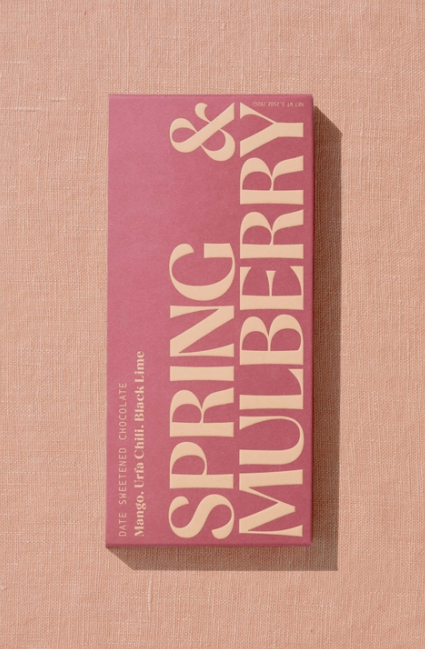 SPRING &
MULBERRY
DATE SWEETENED CHOCOLATE
Mango, Urfa Chili, Black Lime